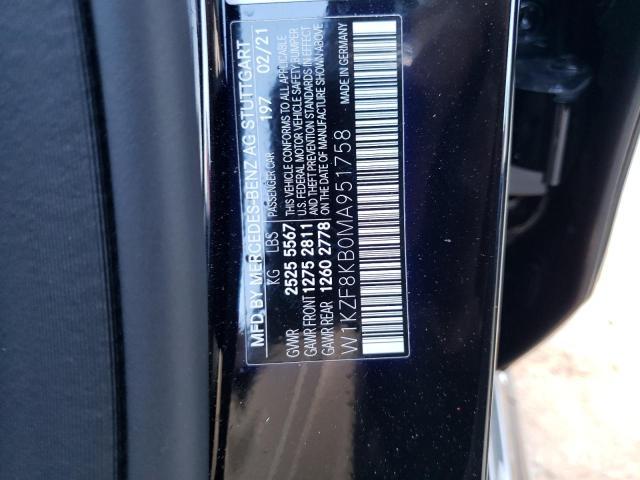 MFD BY MERCEDES-BENZ AG STUTTGART
KG LBS PASSENGER CAR 197 02/21
GVWR 2525 5567
GAWR FRONT 1275 2811
GAWR REAR 1260 2778
THIS VEHICLE CONFORMS TO ALL APPLICABLE
U.S. FEDERAL MOTOR VEHICLE SAFETY BUMPER
AND THEFT PREVENTION STANDARDS IN EFFECT
ON THE DATE OF MANUFACTURE SHOWN ABOVE
W1KZF8KB0MA951758 MADE IN GERMANY